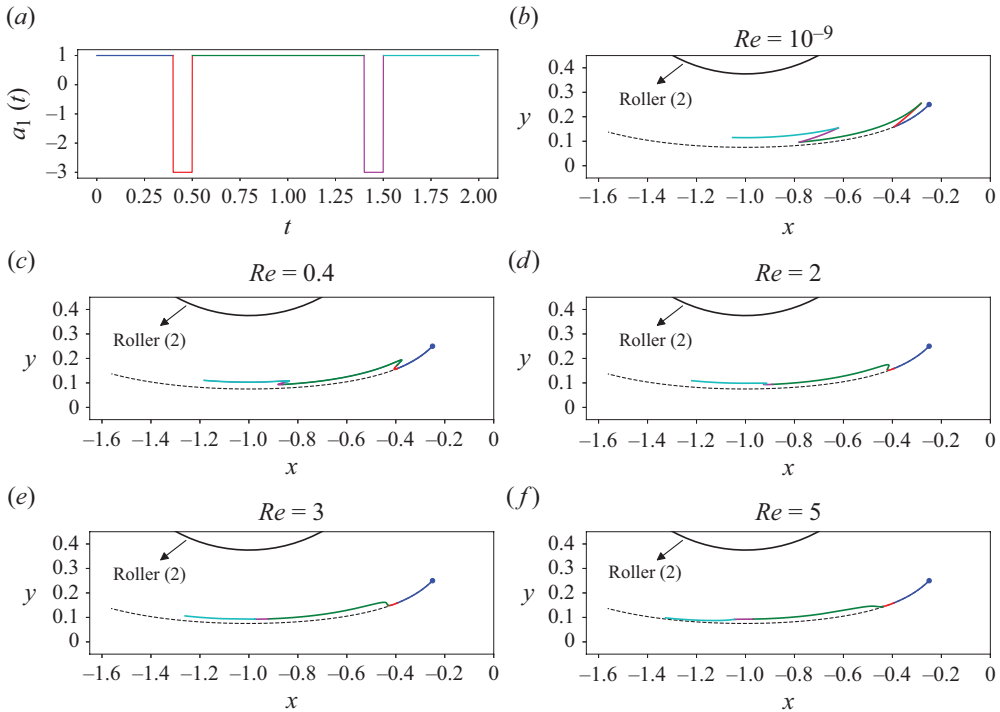 (a)
1
0
−1
−2
−3
a1 (t)
0 0.25 0.50 0.75 1.00 1.25 1.50 1.75 2.00
t
(b)
Re = 10–9
0.4
0.3
0.2
0.1
0
y
Roller (2)
−1.6 −1.4 −1.2 −1.0 −0.8 −0.6 −0.4 −0.2 0
x
(c)
Re = 0.4
0.4
0.3
0.2
0.1
0
y
Roller (2)
−1.6 −1.4 −1.2 −1.0 −0.8 −0.6 −0.4 −0.2 0
x
(d)
Re = 2
0.4
0.3
0.2
0.1
0
y
Roller (2)
−1.6 −1.4 −1.2 −1.0 −0.8 −0.6 −0.4 −0.2 0
x
(e)
Re = 3
0.4
0.3
0.2
0.1
0
y
Roller (2)
−1.6 −1.4 −1.2 −1.0 −0.8 −0.6 −0.4 −0.2 0
x
(f)
Re = 5
0.4
0.3
0.2
0.1
0
y
Roller (2)
−1.6 −1.4 −1.2 −1.0 −0.8 −0.6 −0.4 −0.2 0
x